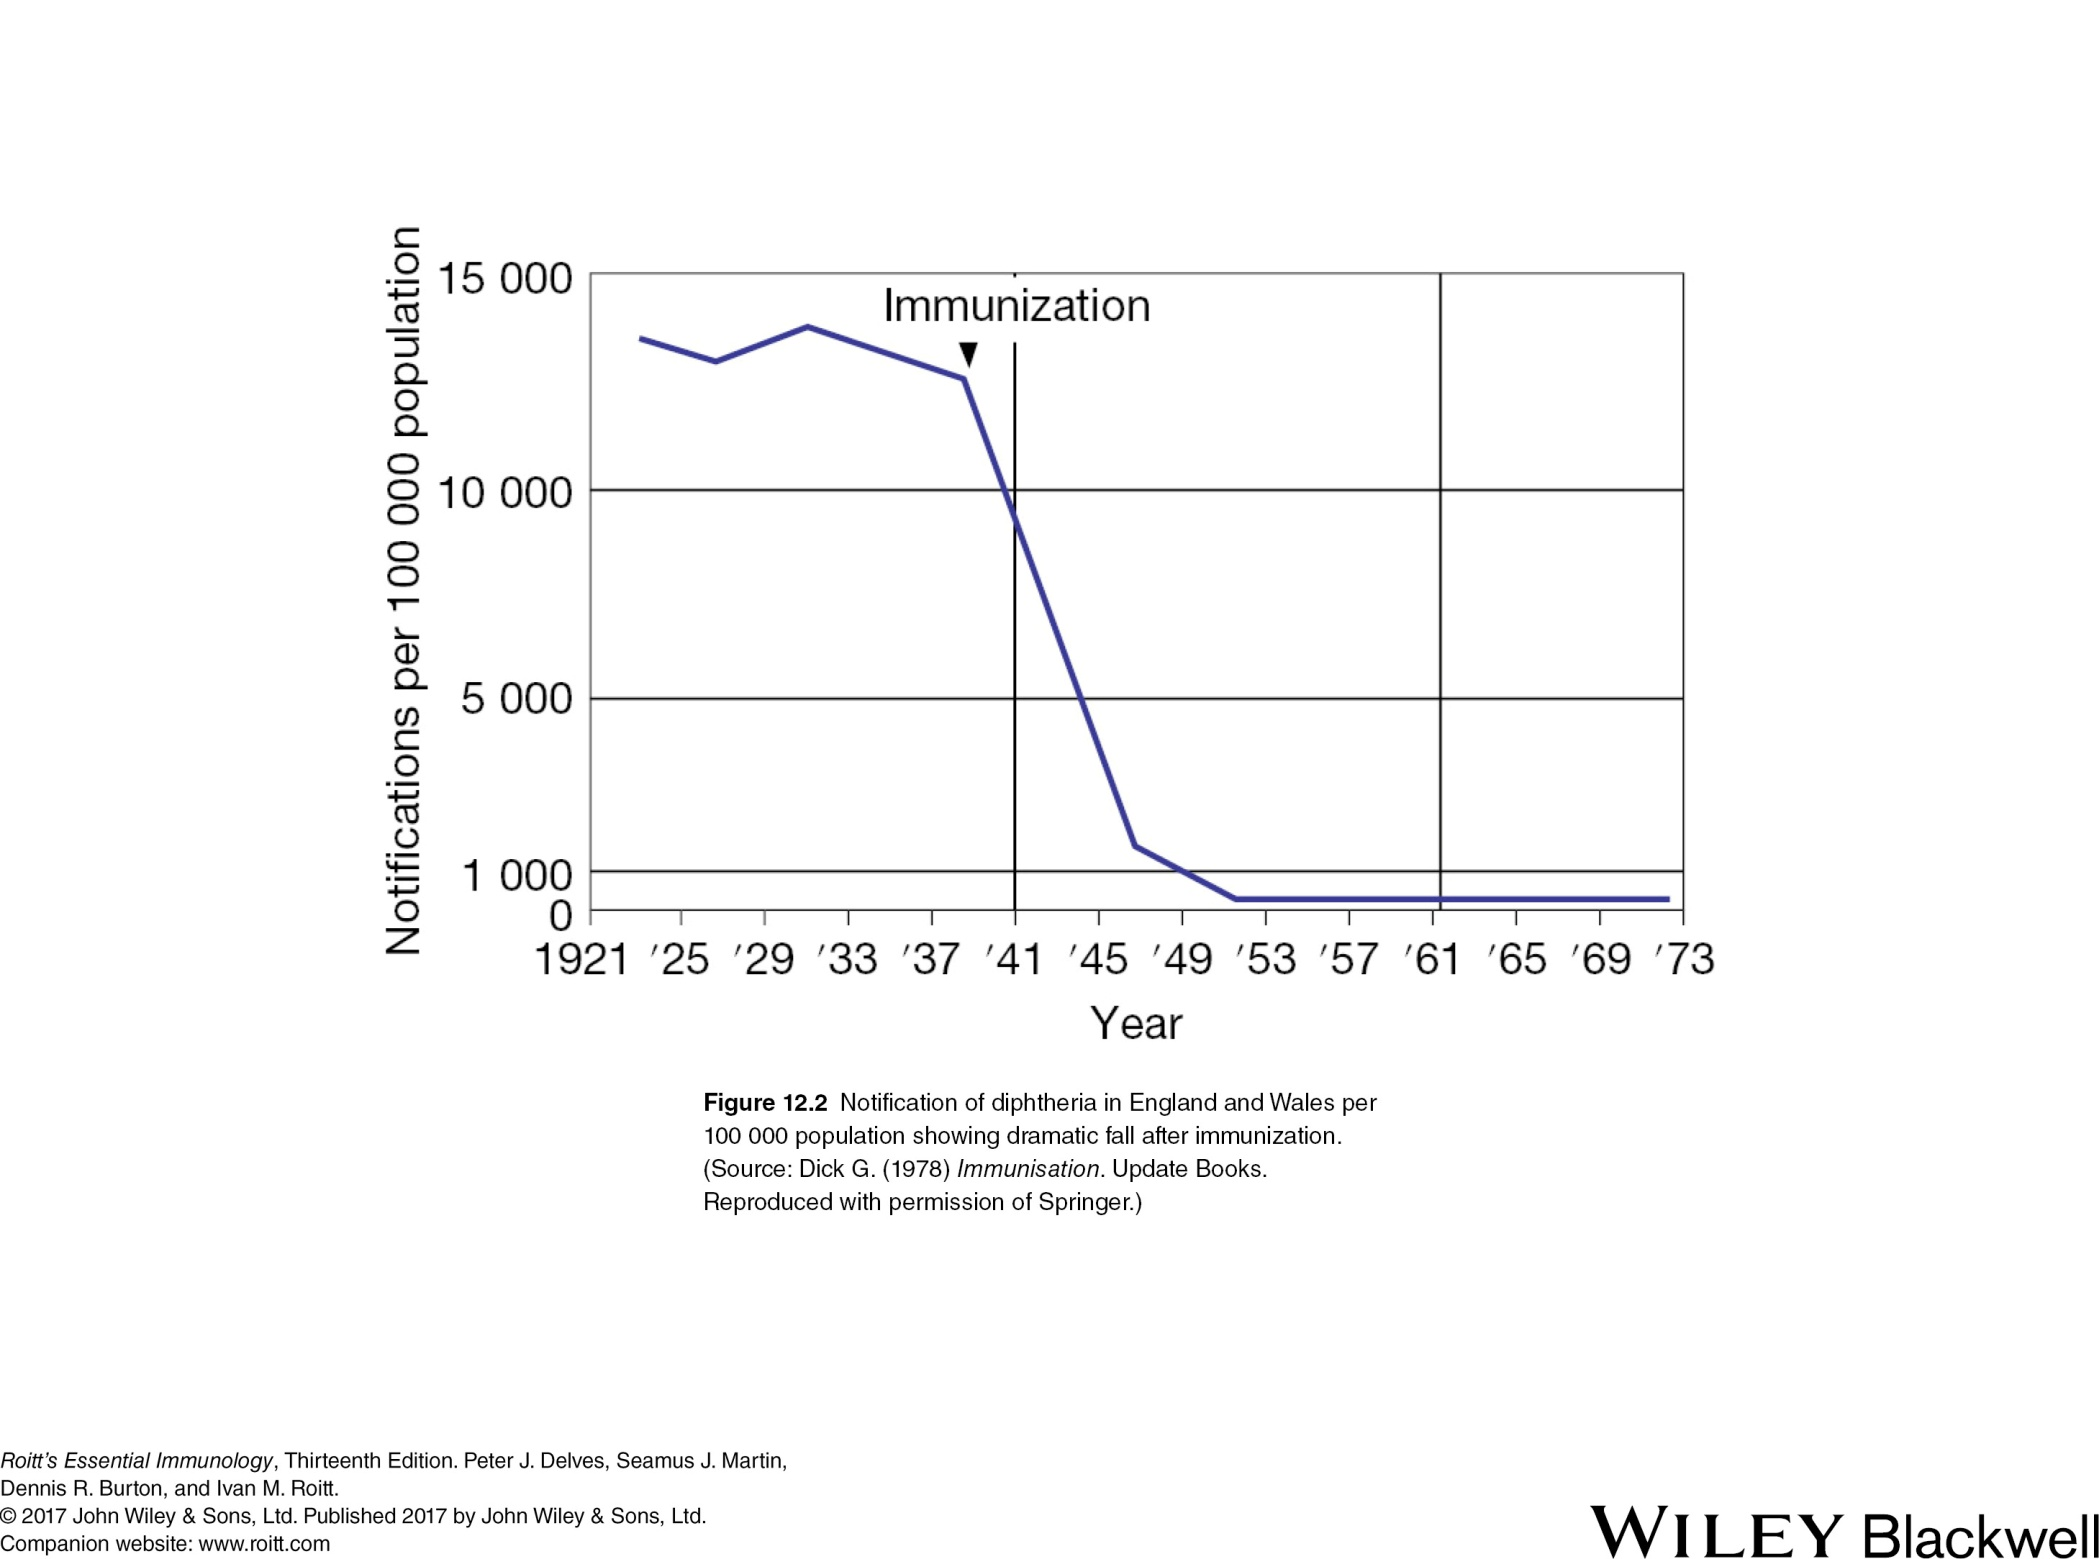 Notifications per 100 000 population
15 000
10 000
5 000
1 000
0
Immunization
1921 ′25 ′29 ′33 ′37 ′41 ′45 ′49 ′53 ′57 ′61 ′65 ′69 ′73
Year
Figure 12.2 Notification of diphtheria in England and Wales per
100 000 population showing dramatic fall after immunization.
(Source: Dick G. (1978) Immunisation. Update Books.
Reproduced with permission of Springer.)
Roitt’s Essential Immunology, Thirteenth Edition. Peter J. Delves, Seamus J. Martin,
Dennis R. Burton, and Ivan M. Roitt.
© 2017 John Wiley & Sons, Ltd. Published 2017 by John Wiley & Sons, Ltd.
Companion website: www.roitt.com
WILEY Blackwell